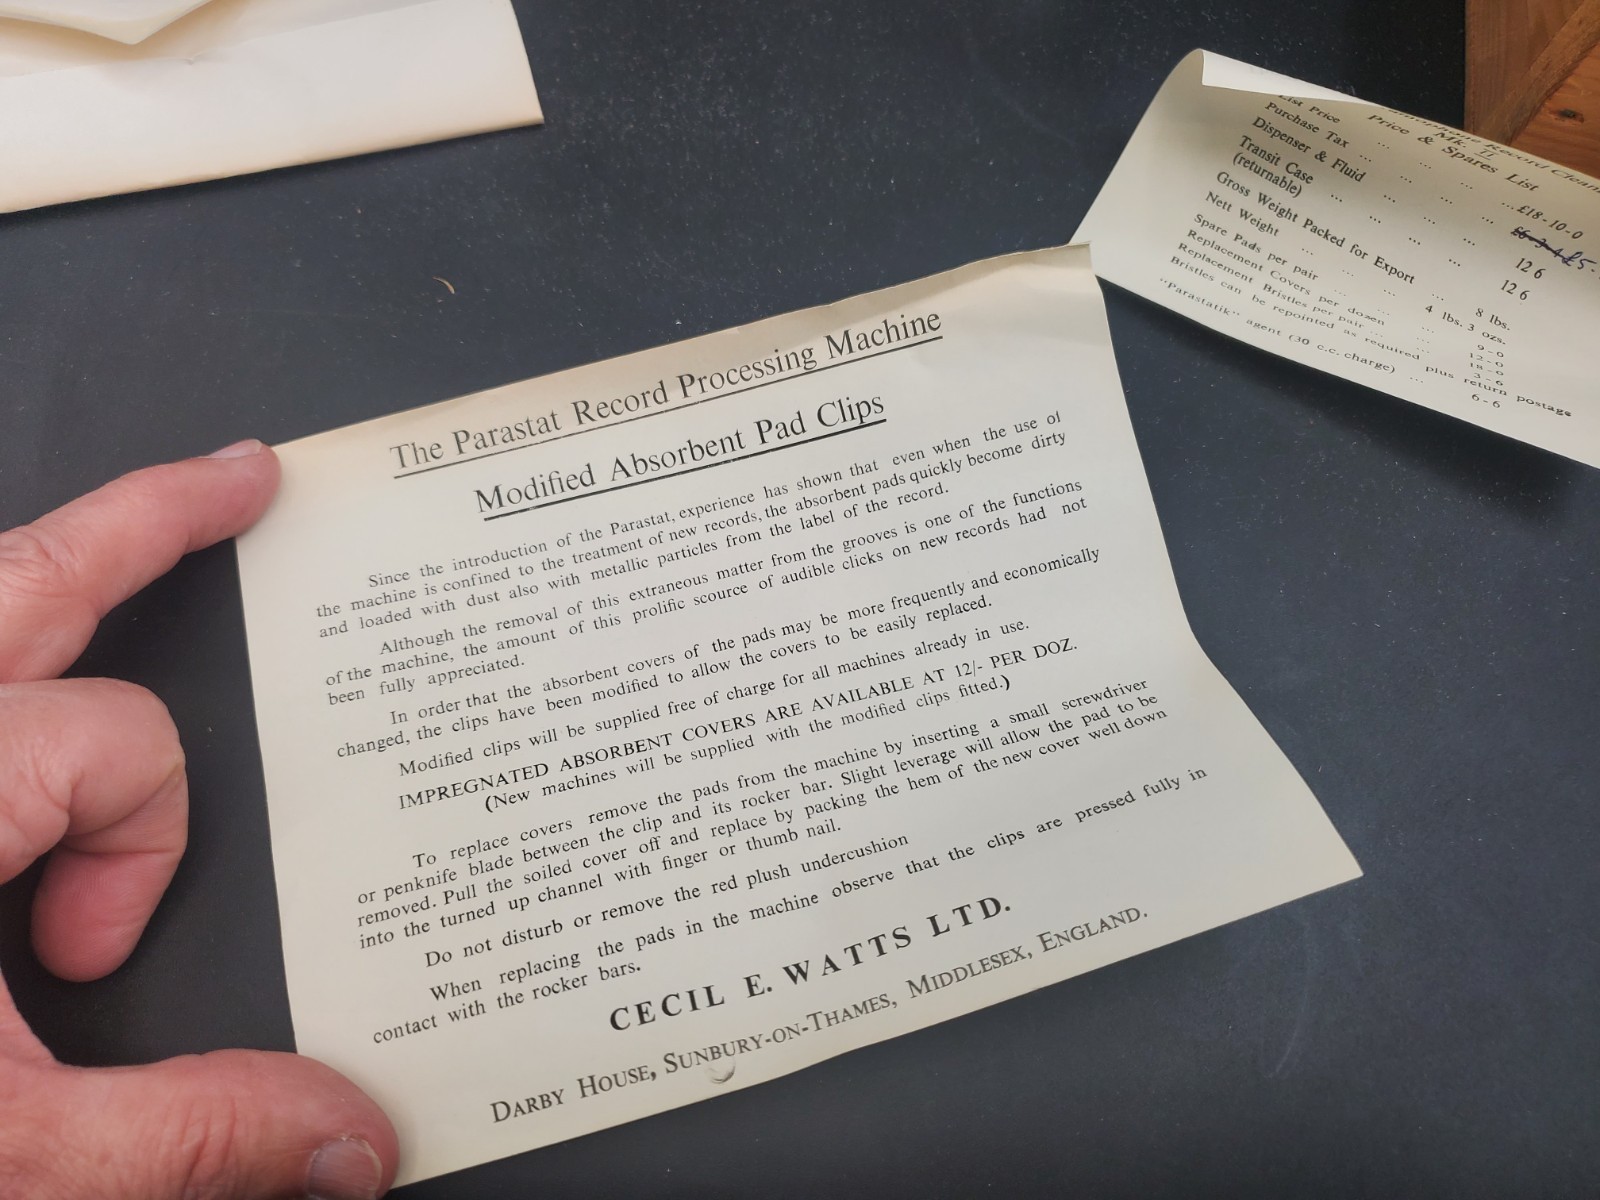 The Parastat Record Processing Machine
Modified Absorbent Pad Clips
Since the introduction of the Parastat, experience has shown that even when the use of
the machine is confined to the treatment of new records, the absorbent pads quickly become dirty
and loaded with dust also with metallic particles from the label of the record.
Although the removal of this extraneous matter from the grooves is one of the functions
of the machine, the amount of this prolific scource of audible clicks on new records had not
been fully appreciated.
In order that the absorbent covers of the pads may be more frequently and economically
changed, the clips have been modified to allow the covers to be easily replaced.
Modified clips will be supplied free of charge for all machines already in use.
IMPREGNATED ABSORBENT COVERS ARE AVAILABLE AT 12/- PER DOZ.
(New machines will be supplied with the modified clips fitted.)
To replace covers remove the pads from the machine by inserting a small screwdriver
or penknife blade between the clip and its rocker bar. Slight leverage will allow the pad to be
removed. Pull the soiled cover off and replace by packing the hem of the new cover well down
into the turned up channel with finger or thumb nail.
Do not disturb or remove the red plush undercushion
When replacing the pads in the machine observe that the clips are pressed fully in
contact with the rocker bars.
CECIL E. WATTS LTD.
DARBY HOUSE, SUNBURY-ON-THAMES, MIDDLESEX, ENGLAND.
Record
Mk. II
Price & Spares List
List Price ... £18-10-0
Purchase Tax ... £5-
Dispenser & Fluid ... 12 6
Transit Case ... 12 6
(returnable)
Gross Weight Packed for Export ... 8 lbs.
Nett Weight ... 4 lbs. 3 ozs.
Spare Pads per pair ... 9-0
Replacement Covers per dozen ... 12-0
Replacement Bristles per pair ... 18-0
Bristles can be repointed as required 3-6
plus return postage
"Parastatik" agent (30 c.c. charge) ... 6-6